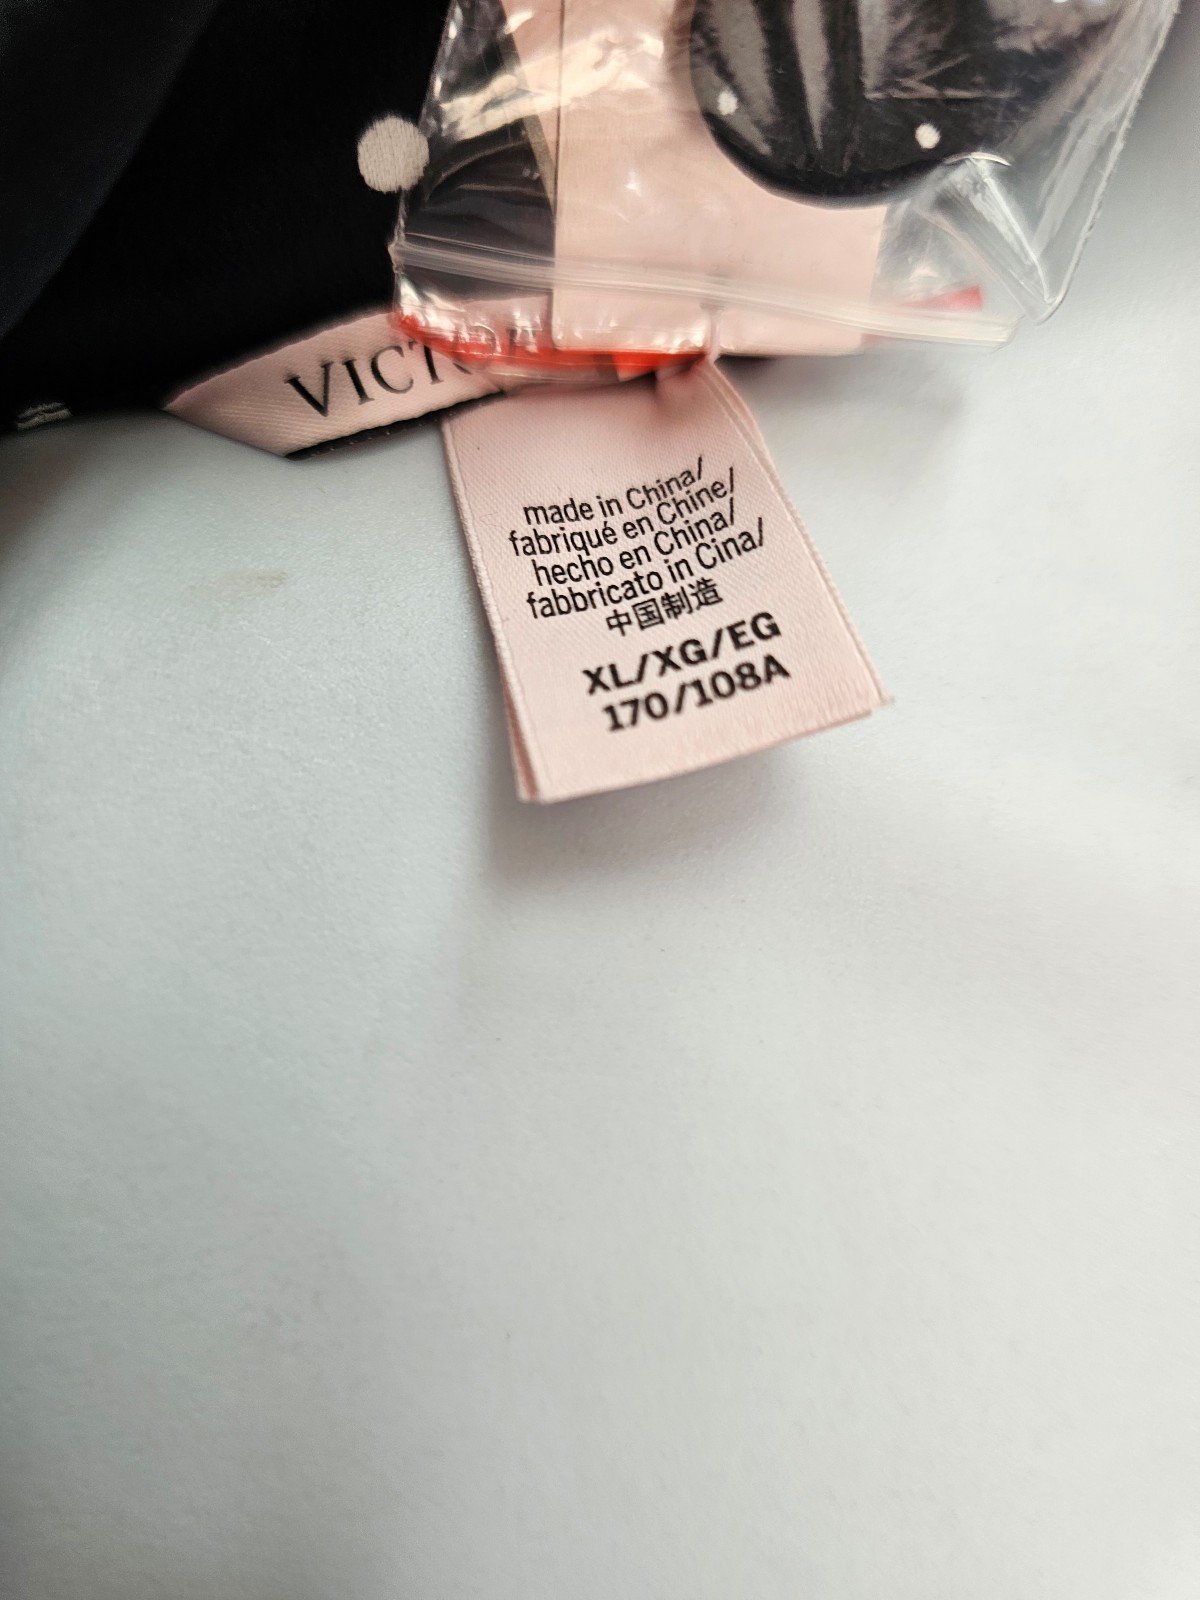 VICTOR
made in China/
fabriqué en Chine/
hecho en China/
fabbricato in Cina/
中国制造
XL/XG/EG
170/108A